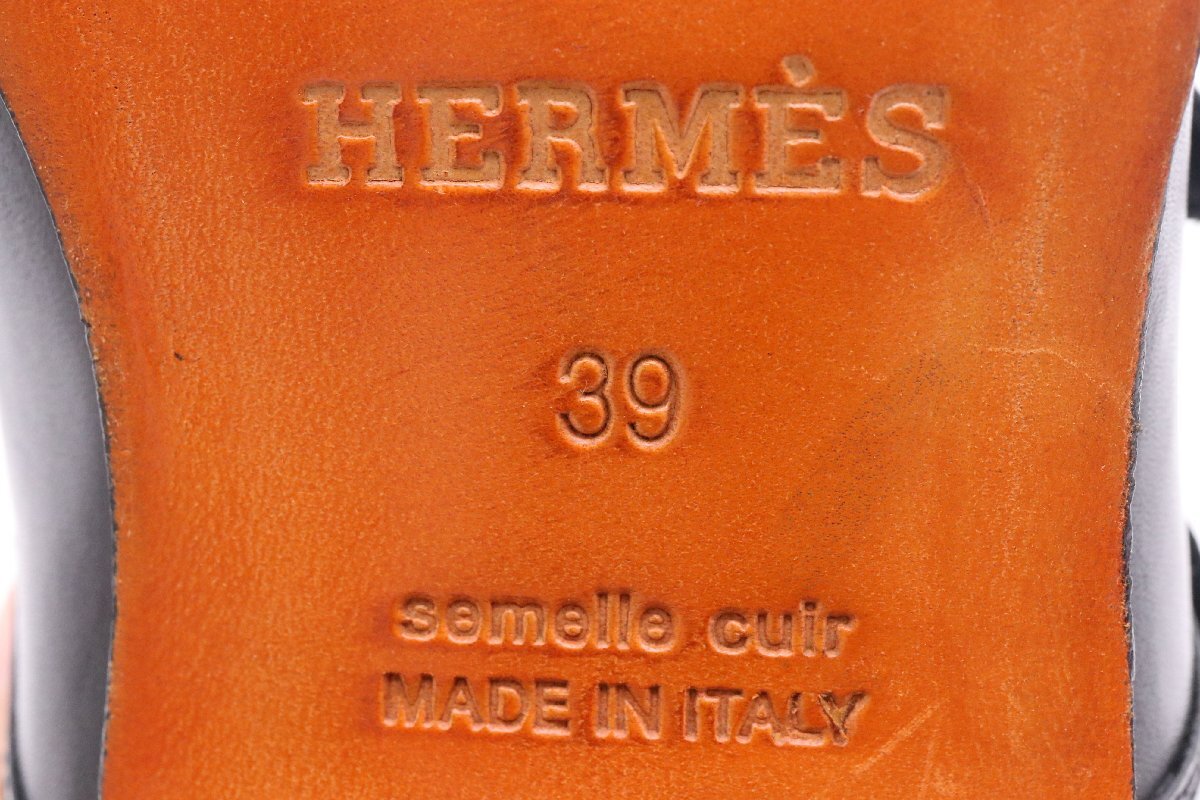 HERMÈS
39
semelle cuir
MADE IN ITALY